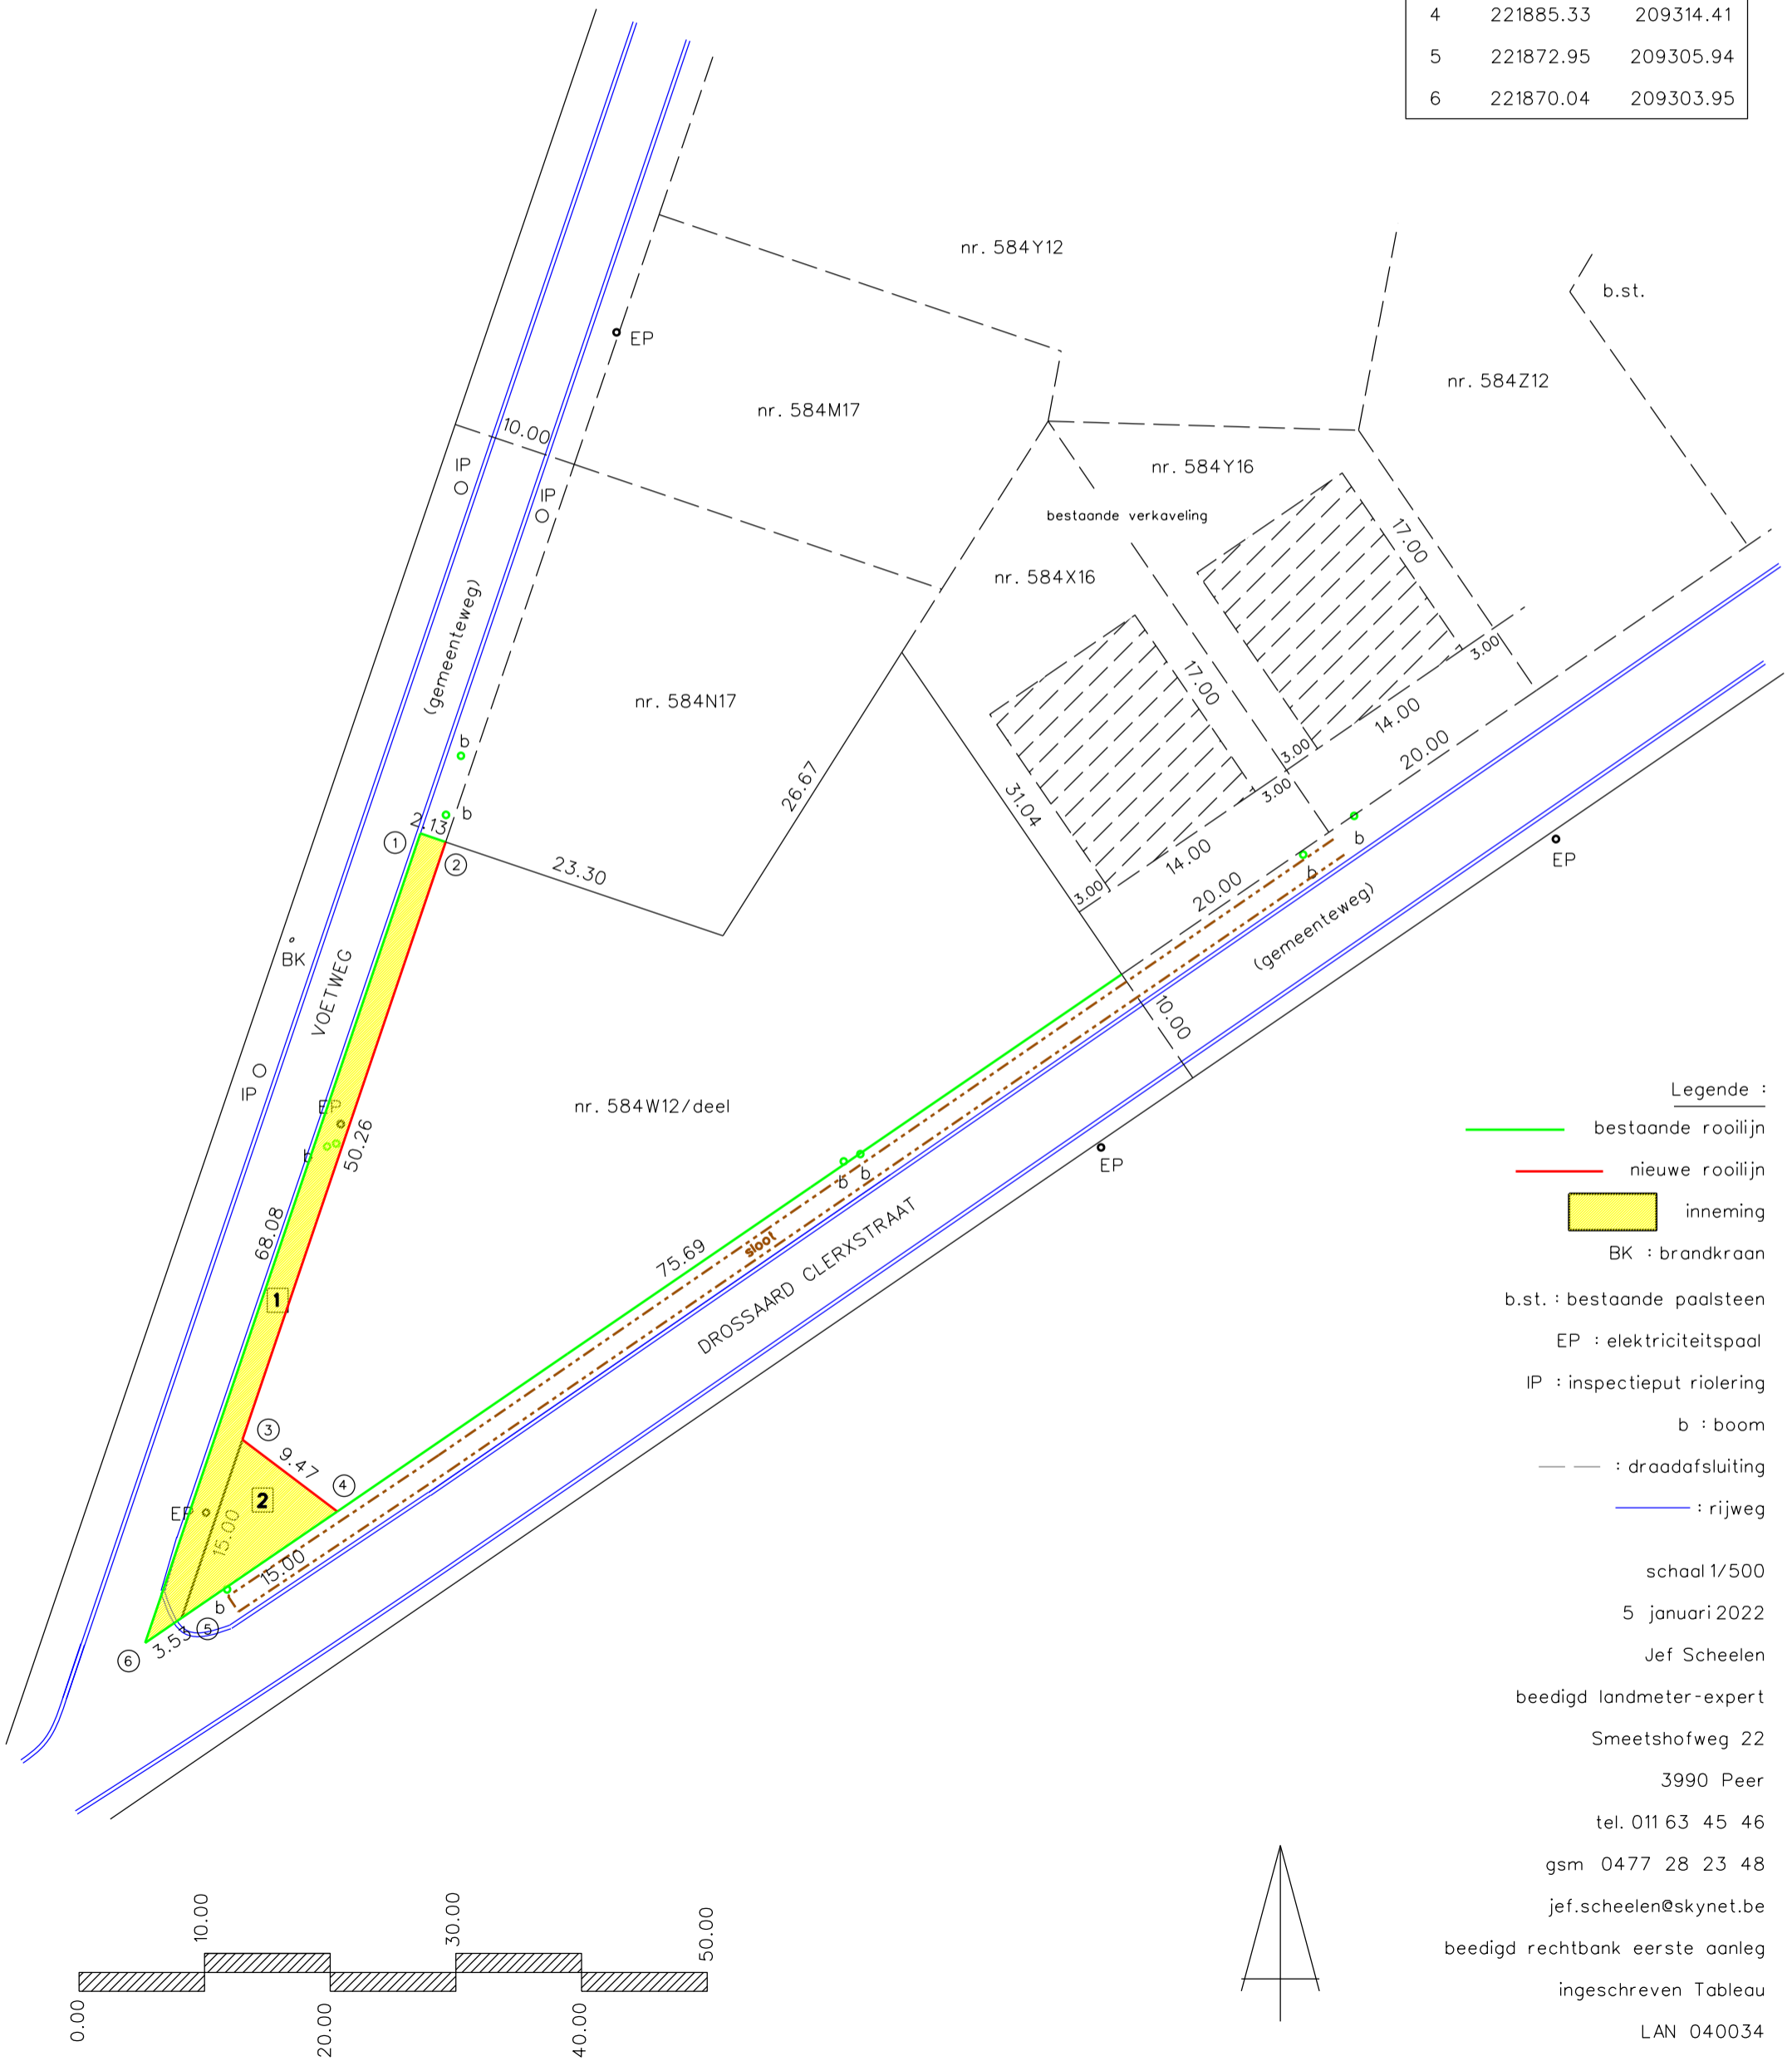 4 221885.33 209314.41
5 221872.95 209305.94
6 221870.04 209303.95
nr. 584Y12
b.st.
EP
nr. 584Z12
nr. 584M17
10.00
IP
nr. 584Y16
IP
bestaande verkaveling
17.00
nr. 584X16
(gemeenteweg)
3.00
17.00
nr. 584N17
14.00
b
3.00
20.00
26.67
3.00
31.04
b
2.13
1
2
b
EP
14.00
23.30
b
3.00
20.00
(gemeenteweg)
BK
VOETWEG
10.00
IP
EP
nr. 584W12/deel
50.26
b
EP
b b
68.08
75.69
sloot
DROSSAARD CLERXSTRAAT
1
3
9.47
4
2
EP
15.00
15.00
b
5
3.53
6
Legende :
bestaande rooilijn
nieuwe rooilijn
inneming
BK : brandkraan
b.st. : bestaande paalsteen
EP : elektriciteitspaal
IP : inspectieput riolering
b : boom
: draadafsluiting
: rijweg
schaal 1/500
5 januari 2022
Jef Scheelen
beedigd landmeter-expert
Smeetshofweg 22
3990 Peer
tel. 011 63 45 46
gsm 0477 28 23 48
jef.scheelen@skynet.be
beedigd rechtbank eerste aanleg
ingeschreven Tableau
LAN 040034
10.00 30.00 50.00
0.00 20.00 40.00